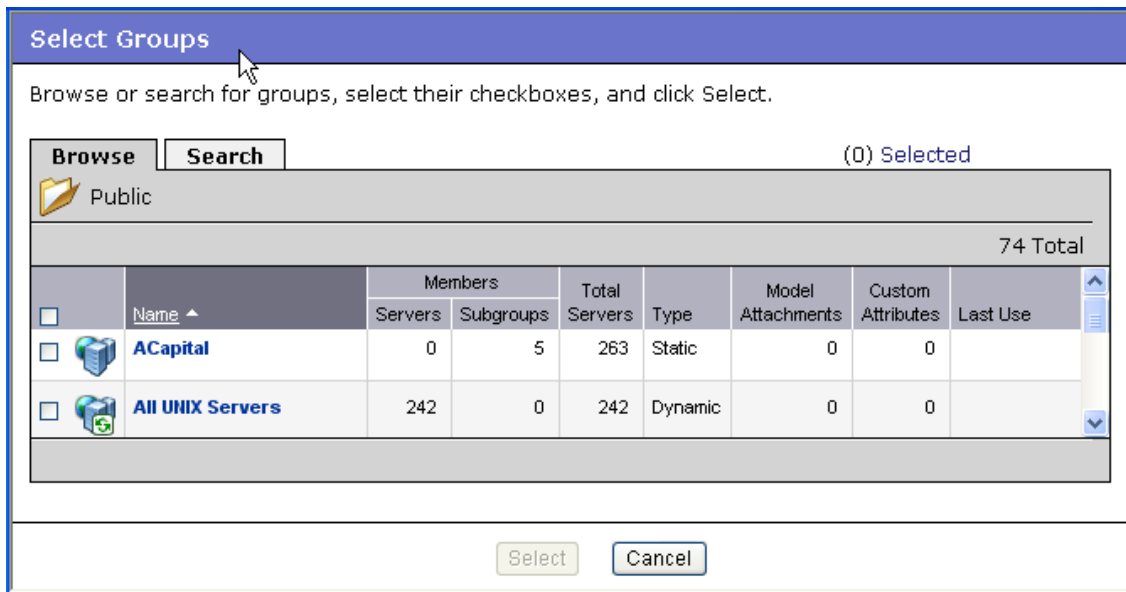 Select Groups
Browse or search for groups, select their checkboxes, and click Select.
Browse Search (0) Selected
Public
74 Total
Name Members Servers Subgroups Total Servers Type Model Attachments Custom Attributes Last Use
ACapital 0 5 263 Static 0 0
All UNIX Servers 242 0 242 Dynamic 0 0
Select Cancel